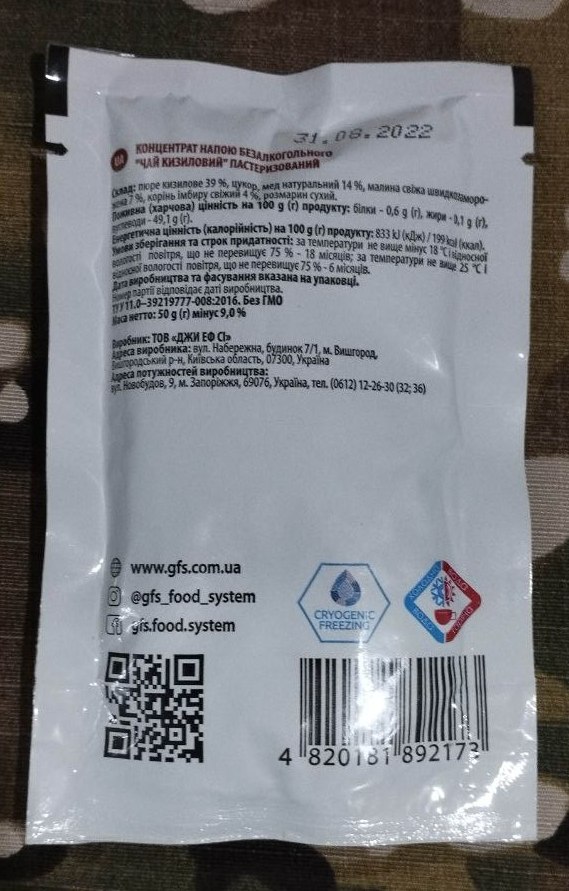 31.08.2022
UA
КОНЦЕНТРАТ НАПОЮ БЕЗАЛКОГОЛЬНОГО
"ЧАЙ КИЗИЛОВИЙ" ПАСТЕРИЗОВАНИЙ
Склад: пюре кизилове 39 %, цукор, мед натуральний 14 %, малина свіжа швидкозаморо-
жена 7 %, корінь імбиру свіжий 4 %, розмарин сухий.
Поживна (харчова) цінність на 100 g (г) продукту: білки - 0,6 g (г), жири - 0,1 g (г),
вуглеводи - 49,1 g (г).
Енергетична цінність (калорійність) на 100 g (г) продукту: 833 kJ (кДж) / 199 kcal (ккал).
Умови зберігання та строк придатності: за температури не вище мінус 18 °С і відносної
вологості повітря, що не перевищує 75 % - 18 місяців; за температури не вище 25 °С і
відносної вологості повітря, що не перевищує 75 % - 6 місяців.
Дата виробництва та фасування вказана на упаковці.
Номер партії відповідає даті виробництва.
ТУ У 11.0–39219777-008:2016. Без ГМО
Маса нетто: 50 g (г) мінус 9,0 %
Виробник: ТОВ «ДЖИ ЕФ СІ»
Адреса виробника: вул. Набережна, будинок 7/1, м. Вишгород,
Вишгородський р-н, Київська область, 07300, Україна
Адреса потужностей виробництва:
вул. Новобудов, 9, м. Запоріжжя, 69076, Україна, тел. (0612) 12-26-30 (32; 36)
www.gfs.com.ua
@gfs_food_system
gfs.food.system
CRYOGENIC
FREEZING
4 820181 892173